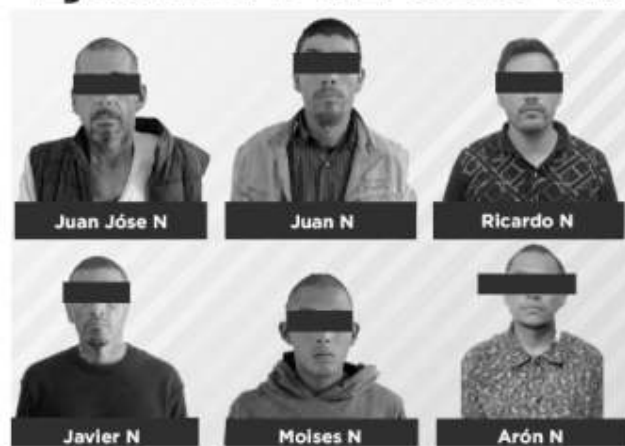 Juan Jóse N
Juan N
Ricardo N
Javier N
Moises N
Arón N